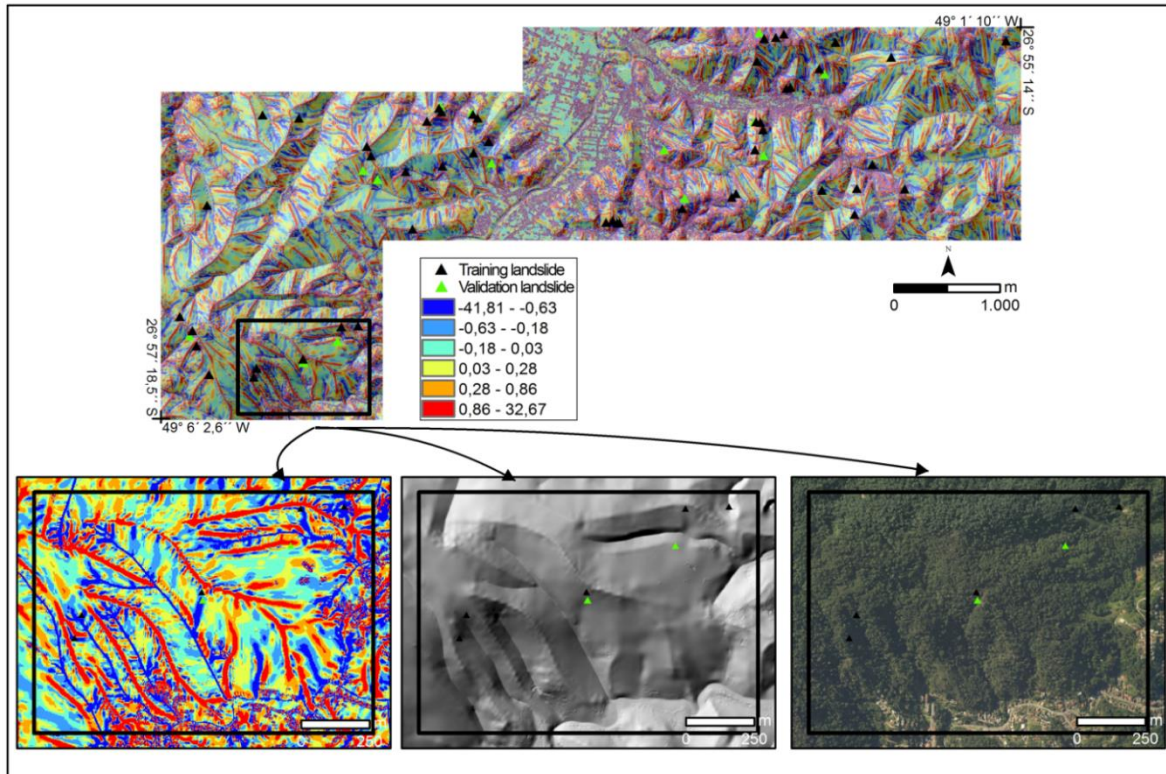 49° 1´ 10´´ W
26° 55´ 14´´ S
Training landslide
Validation landslide
-41,81 - -0,63
-0,63 - -0,18
-0,18 - 0,03
0,03 - 0,28
0,28 - 0,86
0,86 - 32,67
N
m
0 1.000
26° 57´ 18,5´´ S
49° 6´ 2,6´´ W
m
0 250
m
0 250
m
0 250